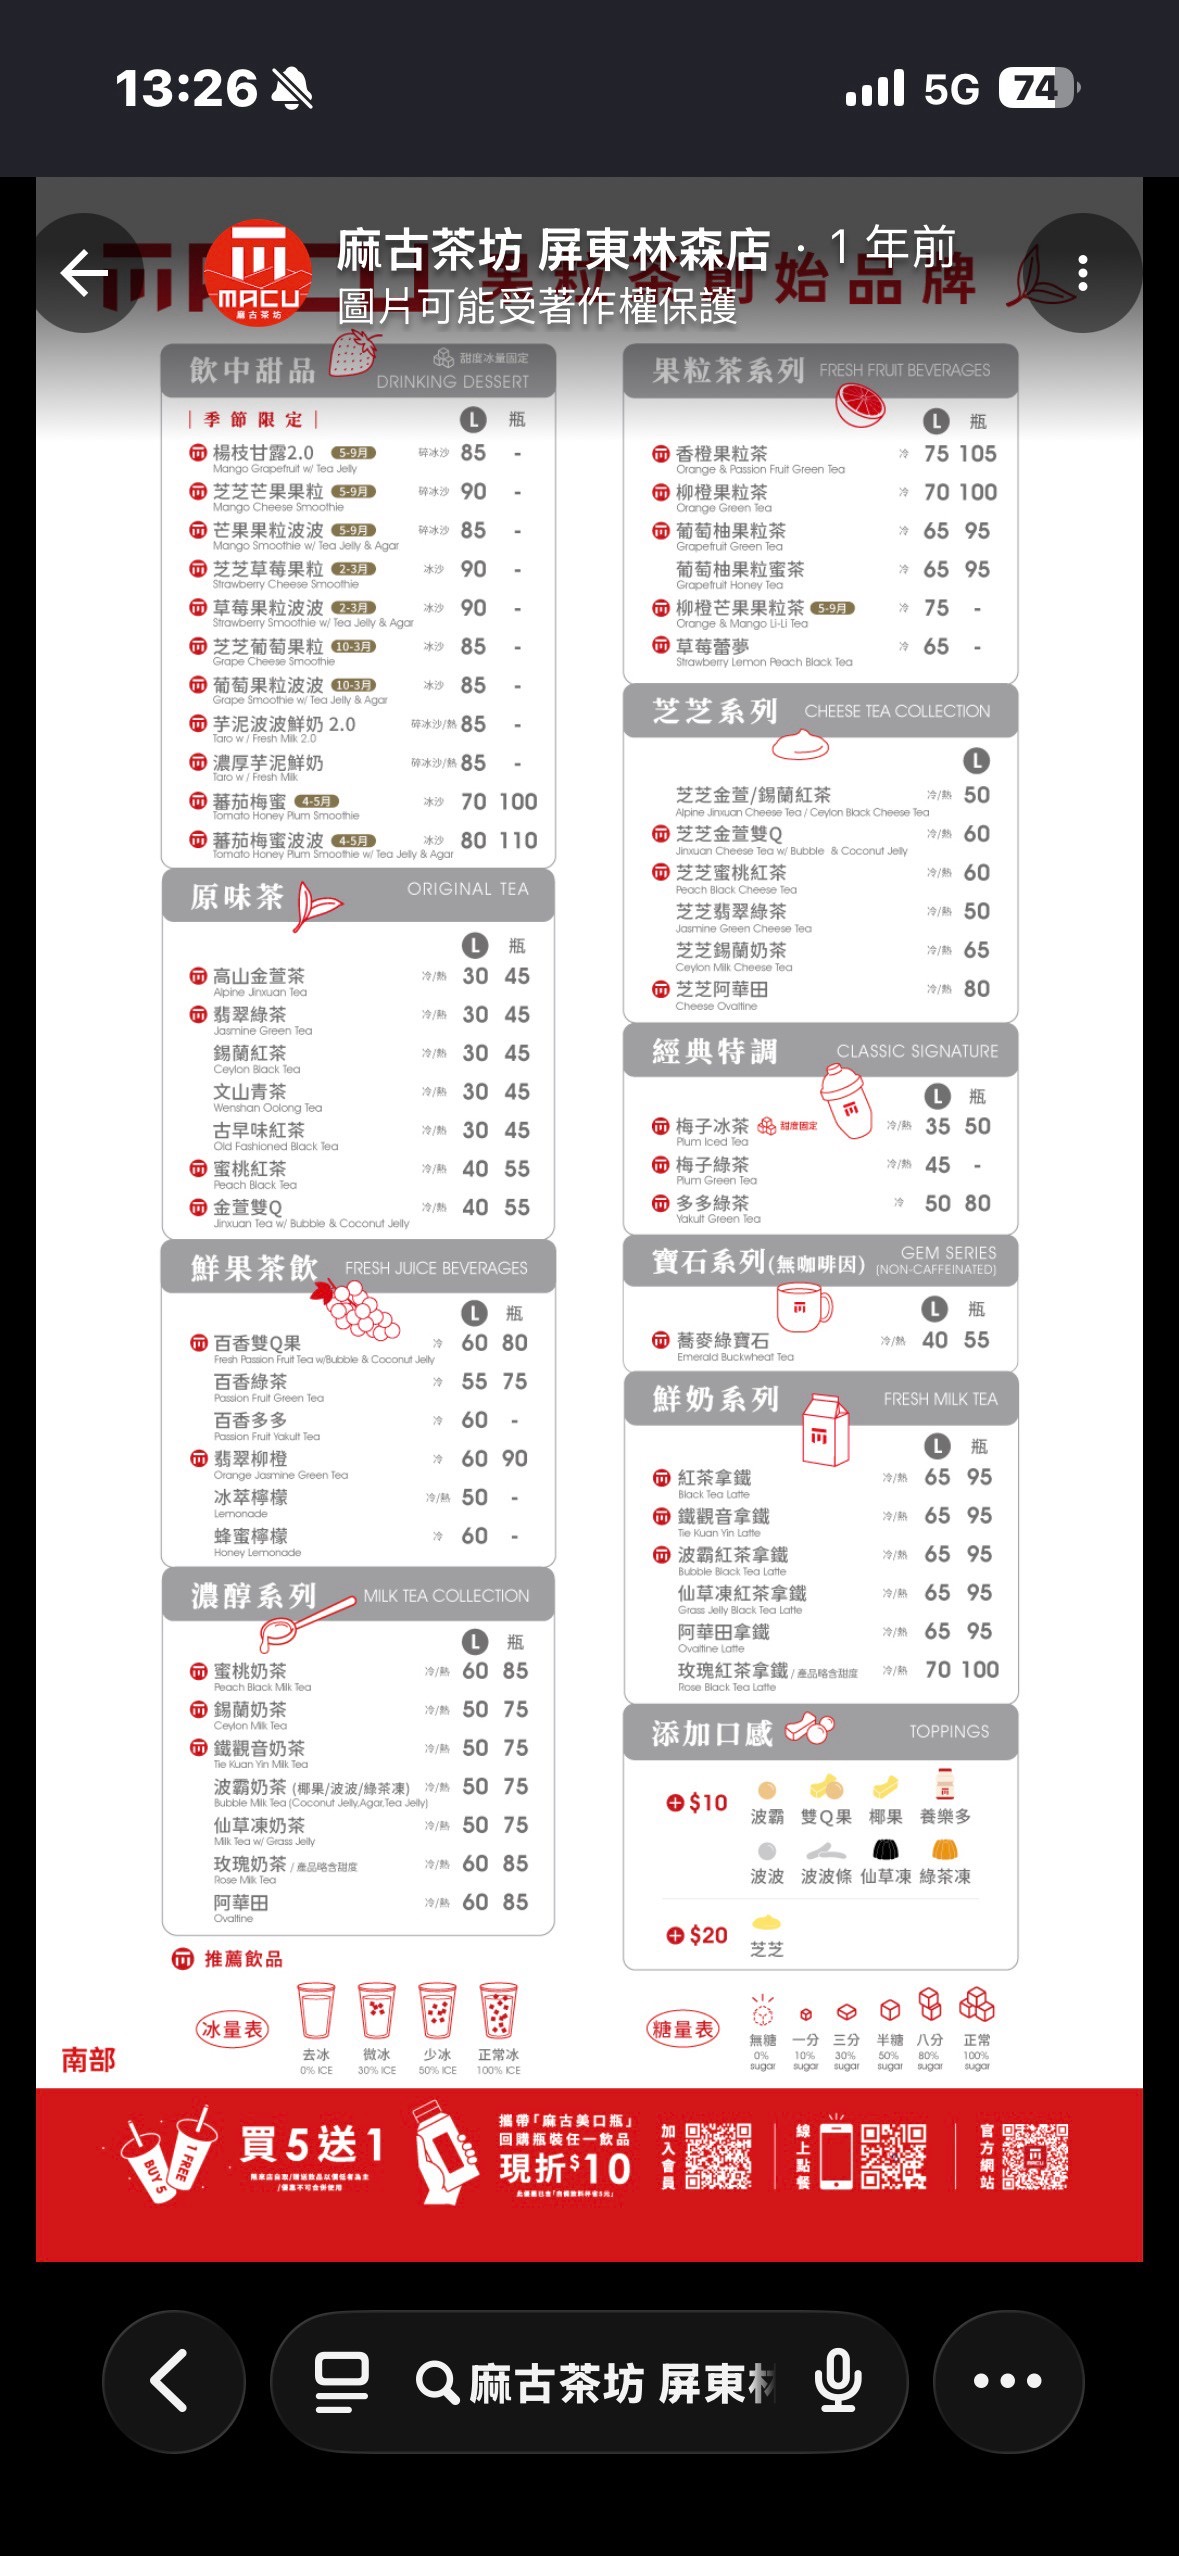 13:26
5G 74
麻古茶坊 屏東林森店 · 1 年前
圖片可能受著作權保護
MACU
麻古茶坊
始品牌
飲中甜品
甜度冰量固定
DRINKING DESSERT
季節限定
L 瓶
楊枝甘露2.0 5-9月 碎冰沙 85 -
Mango Grapefruit w/ Tea Jelly
芝芝芒果果粒 5-9月 碎冰沙 90 -
Mango Cheese Smoothie
芒果果粒波波 5-9月 碎冰沙 85 -
Mango Smoothie w/ Tea Jelly & Agar
芝芝草莓果粒 2-3月 冰沙 90 -
Strawberry Cheese Smoothie
草莓果粒波波 2-3月 冰沙 90 -
Strawberry Smoothie w/ Tea Jelly & Agar
芝芝葡萄果粒 10-3月 冰沙 85 -
Grape Cheese Smoothie
葡萄果粒波波 10-3月 冰沙 85 -
Grape Smoothie w/ Tea Jelly & Agar
芋泥波波鮮奶 2.0 碎冰沙/熱 85 -
Taro w / Fresh Milk 2.0
濃厚芋泥鮮奶 碎冰沙/熱 85 -
Taro w / Fresh Milk
蕃茄梅蜜 4-5月 冰沙 70 100
Tomato Honey Plum Smoothie
蕃茄梅蜜波波 4-5月 冰沙 80 110
Tomato Honey Plum Smoothie w/ Tea Jelly & Agar
原味茶 ORIGINAL TEA
L 瓶
高山金萱茶 冷/熱 30 45
Alpine Jinxuan Tea
翡翠綠茶 冷/熱 30 45
Jasmine Green Tea
錫蘭紅茶 冷/熱 30 45
Ceylon Black Tea
文山青茶 冷/熱 30 45
Wenshan Oolong Tea
古早味紅茶 冷/熱 30 45
Old Fashioned Black Tea
蜜桃紅茶 冷/熱 40 55
Peach Black Tea
金萱雙Q 冷/熱 40 55
Jinxuan Tea w/ Bubble & Coconut Jelly
鮮果茶飲 FRESH JUICE BEVERAGES
L 瓶
百香雙Q果 冷 60 80
Fresh Passion Fruit Tea w/Bubble & Coconut Jelly
百香綠茶 冷 55 75
Passion Fruit Green Tea
百香多多 冷 60 -
Passion Fruit Yakult Tea
翡翠柳橙 冷 60 90
Orange Jasmine Green Tea
冰萃檸檬 冷/熱 50 -
Lemonade
蜂蜜檸檬 冷 60 -
Honey Lemonade
濃醇系列 MILK TEA COLLECTION
L 瓶
蜜桃奶茶 冷/熱 60 85
Peach Black Milk Tea
錫蘭奶茶 冷/熱 50 75
Ceylon Milk Tea
鐵觀音奶茶 冷/熱 50 75
Tie Kuan Yin Milk Tea
波霸奶茶 (椰果/波波/綠茶凍) 冷/熱 50 75
Bubble Milk Tea (Coconut Jelly,Agar,Tea Jelly)
仙草凍奶茶 冷/熱 50 75
Milk Tea w/ Grass Jelly
玫瑰奶茶 / 產品略含甜度 冷/熱 60 85
Rose Milk Tea
阿華田 冷/熱 60 85
Ovaltine
推薦飲品
冰量表
去冰 微冰 少冰 正常冰
0% ICE 30% ICE 50% ICE 100% ICE
南部
果粒茶系列 FRESH FRUIT BEVERAGES
L 瓶
香橙果粒茶 冷 75 105
Orange & Passion Fruit Green Tea
柳橙果粒茶 冷 70 100
Orange Green Tea
葡萄柚果粒茶 冷 65 95
Grapefruit Green Tea
葡萄柚果粒蜜茶 冷 65 95
Grapefruit Honey Tea
柳橙芒果果粒茶 5-9月 冷 75 -
Orange & Mango Li-Li Tea
草莓蕾夢 冷 65 -
Strawberry Lemon Peach Black Tea
芝芝系列 CHEESE TEA COLLECTION
L
芝芝金萱/錫蘭紅茶 冷/熱 50
Alpine Jinxuan Cheese Tea / Ceylon Black Cheese Tea
芝芝金萱雙Q 冷/熱 60
Jinxuan Cheese Tea w/ Bubble & Coconut Jelly
芝芝蜜桃紅茶 冷/熱 60
Peach Black Cheese Tea
芝芝翡翠綠茶 冷/熱 50
Jasmine Green Cheese Tea
芝芝錫蘭奶茶 冷/熱 65
Ceylon Milk Cheese Tea
芝芝阿華田 冷/熱 80
Cheese Ovaltine
經典特調 CLASSIC SIGNATURE
L 瓶
梅子冰茶 甜度固定 冷/熱 35 50
Plum Iced Tea
梅子綠茶 冷/熱 45 -
Plum Green Tea
多多綠茶 冷 50 80
Yakult Green Tea
寶石系列(無咖啡因) GEM SERIES
(NON-CAFFEINATED)
L 瓶
蕎麥綠寶石 冷/熱 40 55
Emerald Buckwheat Tea
鮮奶系列 FRESH MILK TEA
L 瓶
紅茶拿鐵 冷/熱 65 95
Black Tea Latte
鐵觀音拿鐵 冷/熱 65 95
Tie Kuan Yin Latte
波霸紅茶拿鐵 冷/熱 65 95
Bubble Black Tea Latte
仙草凍紅茶拿鐵 冷/熱 65 95
Grass Jelly Black Tea Latte
阿華田拿鐵 冷/熱 65 95
Ovaltine Latte
玫瑰紅茶拿鐵 / 產品略含甜度 冷/熱 70 100
Rose Black Tea Latte
添加口感 TOPPINGS
+ $10
波霸 雙Q果 椰果 養樂多
波波 波波條 仙草凍 綠茶凍
+ $20
芝芝
糖量表
無糖 一分 三分 半糖 八分 正常
0% 10% 30% 50% 80% 100%
sugar sugar sugar sugar sugar sugar
BUY 5
1 FREE
買5送1
/優惠不可合併使用
攜帶「麻古美口瓶」
回購瓶裝任一飲品
現折$10
加入會員
線上點餐
官方網站
麻古茶坊 屏東林